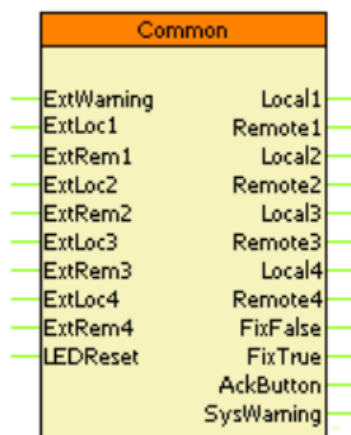 Common
ExtWarning Local1
ExtLoc1 Remote1
ExtRem1 Local2
ExtLoc2 Remote2
ExtRem2 Local3
ExtLoc3 Remote3
ExtRem3 Local4
ExtLoc4 Remote4
ExtRem4 FixFalse
LEDReset FixTrue
AckButton
SysWarning